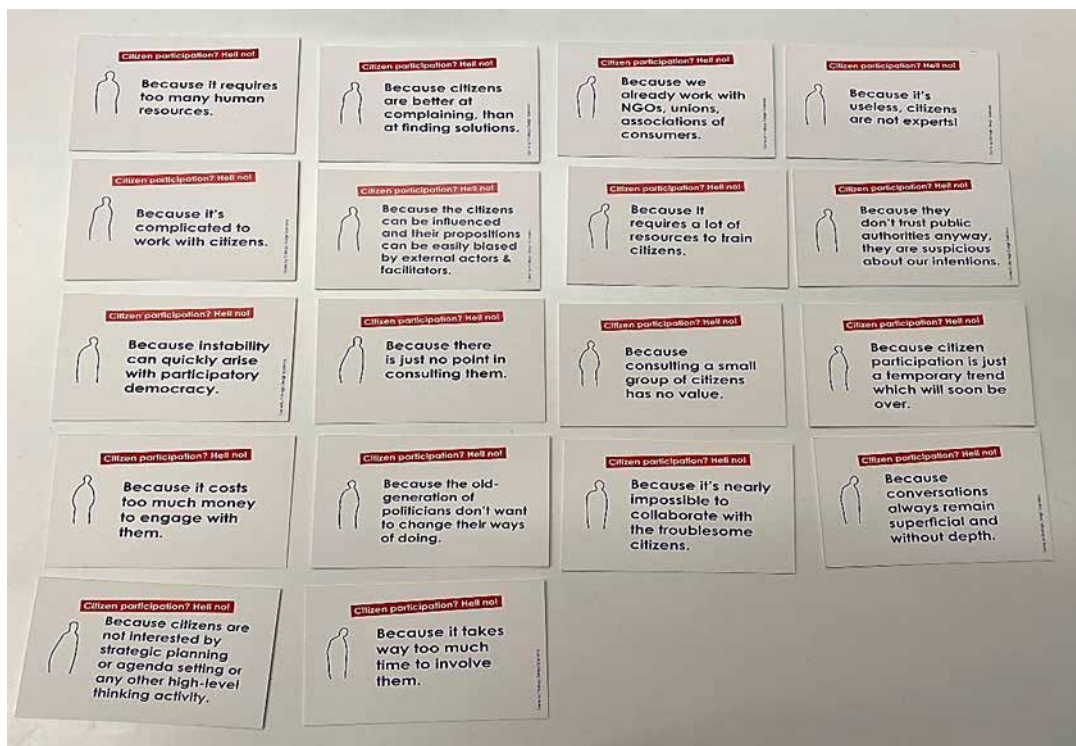 Citizen participation? Hell no!
Because it requires
too many human
resources.
Citizen participation? Hell no!
Because citizens
are better at
complaining, than
at finding solutions.
Citizen participation? Hell no!
Because we
already work with
NGOs, unions,
associations of
consumers.
Citizen participation? Hell no!
Because it's
useless, citizens
are not experts!
Citizen participation? Hell no!
Because it's
complicated to
work with citizens.
Citizen participation? Hell no!
Because the citizens
can be influenced
and their propositions
can be easily biased
by external actors &
facilitators.
Citizen participation? Hell no!
Because it
requires a lot of
resources to train
citizens.
Citizen participation? Hell no!
Because they
don't trust public
authorities anyway,
they are suspicious
about our intentions.
Citizen participation? Hell no!
Because instability
can quickly arise
with participatory
democracy.
Citizen participation? Hell no!
Because there
is just no point in
consulting them.
Citizen participation? Hell no!
Because
consulting a small
group of citizens
has no value.
Citizen participation? Hell no!
Because citizen
participation is just
a temporary trend
which will soon be
over.
Citizen participation? Hell no!
Because it costs
too much money
to engage with
them.
Citizen participation? Hell no!
Because the old-
generation of
politicians don't want
to change their ways
of doing.
Citizen participation? Hell no!
Because it's nearly
impossible to
collaborate with
the troublesome
citizens.
Citizen participation? Hell no!
Because
conversations
always remain
superficial and
without depth.
Citizen participation? Hell no!
Because citizens are
not interested by
strategic planning
or agenda setting or
any other high-level
thinking activity.
Citizen participation? Hell no!
Because it takes
way too much
time to involve
them.